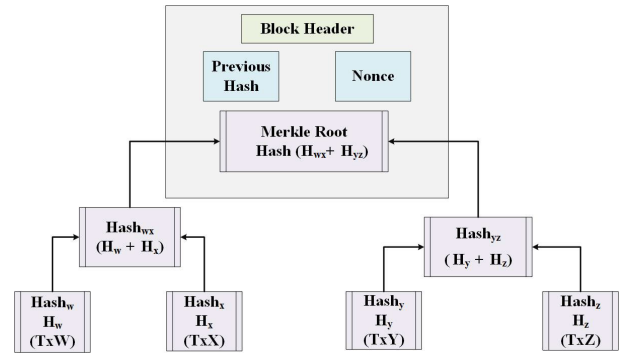 Block Header
Previous
Hash
Nonce
Merkle Root
Hash (Hwx+ Hyz)
Hashwx
(Hw + Hx)
Hashyz
( Hy + Hz)
Hashw
Hw
(TxW)
Hashx
Hx
(TxX)
Hashy
Hy
(TxY)
Hashz
Hz
(TxZ)